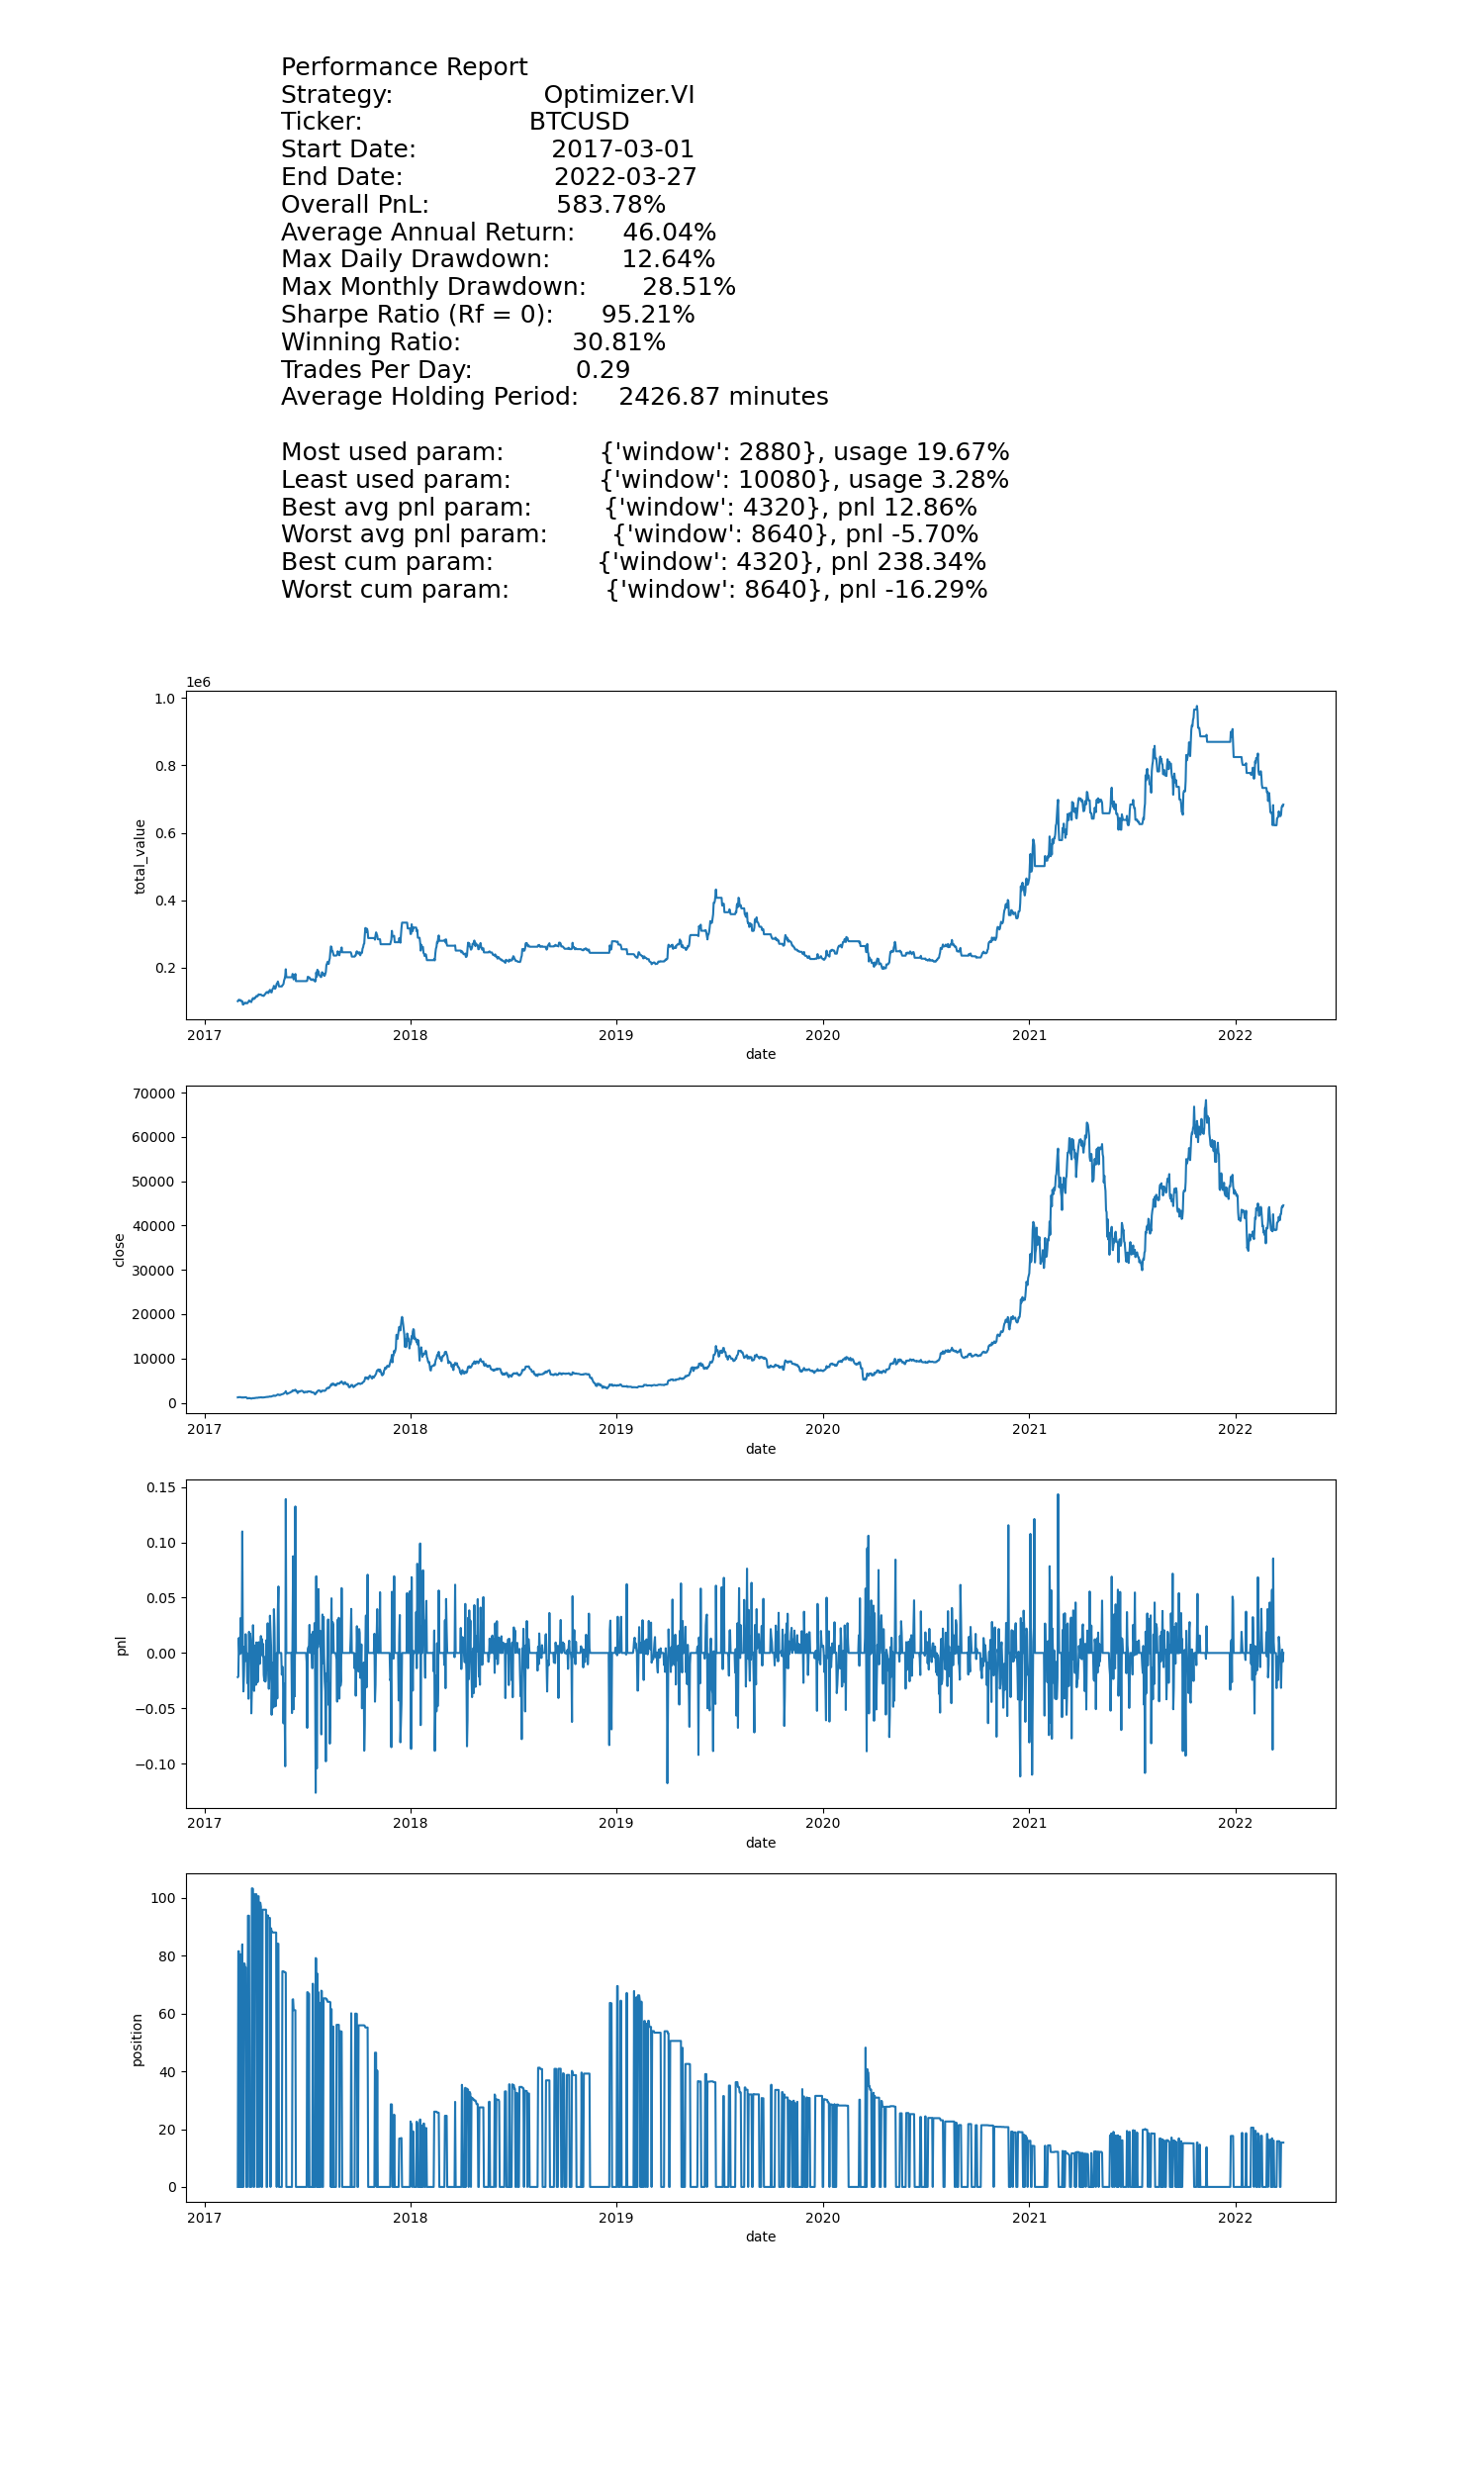 Performance Report
Strategy: Optimizer.VI
Ticker: BTCUSD
Start Date: 2017-03-01
End Date: 2022-03-27
Overall PnL: 583.78%
Average Annual Return: 46.04%
Max Daily Drawdown: 12.64%
Max Monthly Drawdown: 28.51%
Sharpe Ratio (Rf = 0): 95.21%
Winning Ratio: 30.81%
Trades Per Day: 0.29
Average Holding Period: 2426.87 minutes
Most used param: {'window': 2880}, usage 19.67%
Least used param: {'window': 10080}, usage 3.28%
Best avg pnl param: {'window': 4320}, pnl 12.86%
Worst avg pnl param: {'window': 8640}, pnl -5.70%
Best cum param: {'window': 4320}, pnl 238.34%
Worst cum param: {'window': 8640}, pnl -16.29%
1e6
1.0
0.8
0.6
0.4
0.2
total_value
2017 2018 2019 2020 2021 2022
date
70000
60000
50000
40000
30000
20000
10000
0
close
2017 2018 2019 2020 2021 2022
date
0.15
0.10
0.05
0.00
−0.05
−0.10
pnl
2017 2018 2019 2020 2021 2022
date
100
80
60
40
20
0
position
2017 2018 2019 2020 2021 2022
date